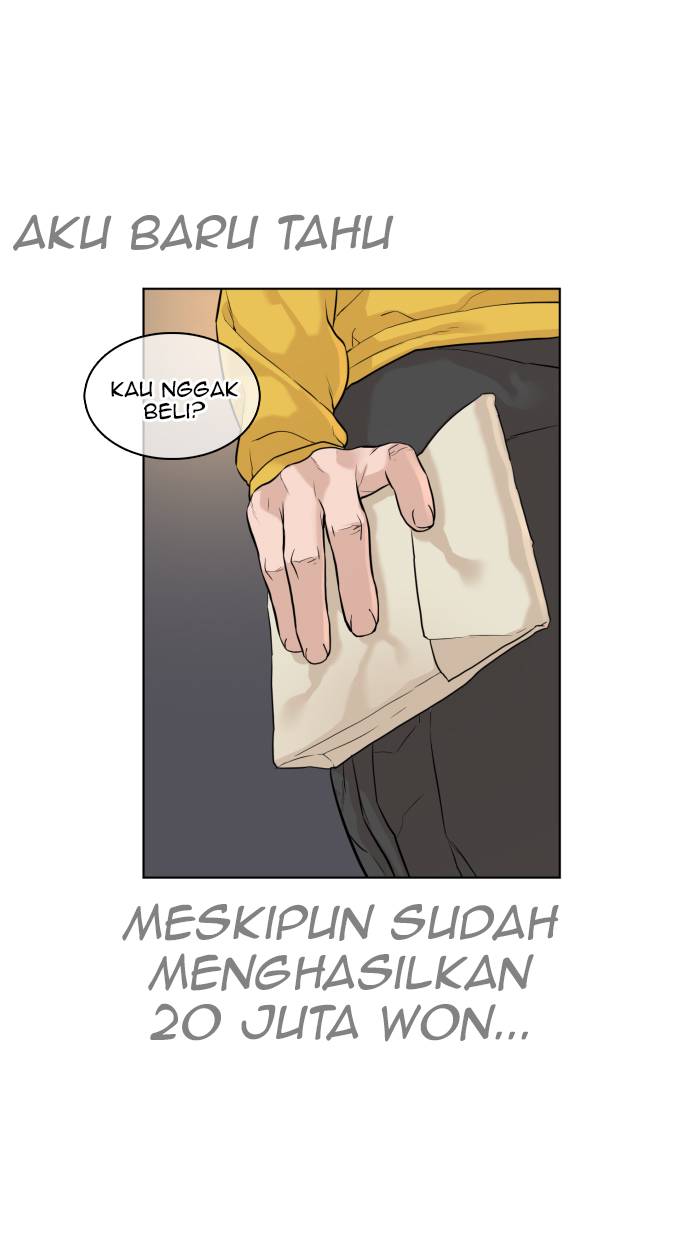 AKU BARU TAHU
KAU NGGAK
BELI?
MESKIPUN SUDAH
MENGHASILKAN
20 JUTA WON...